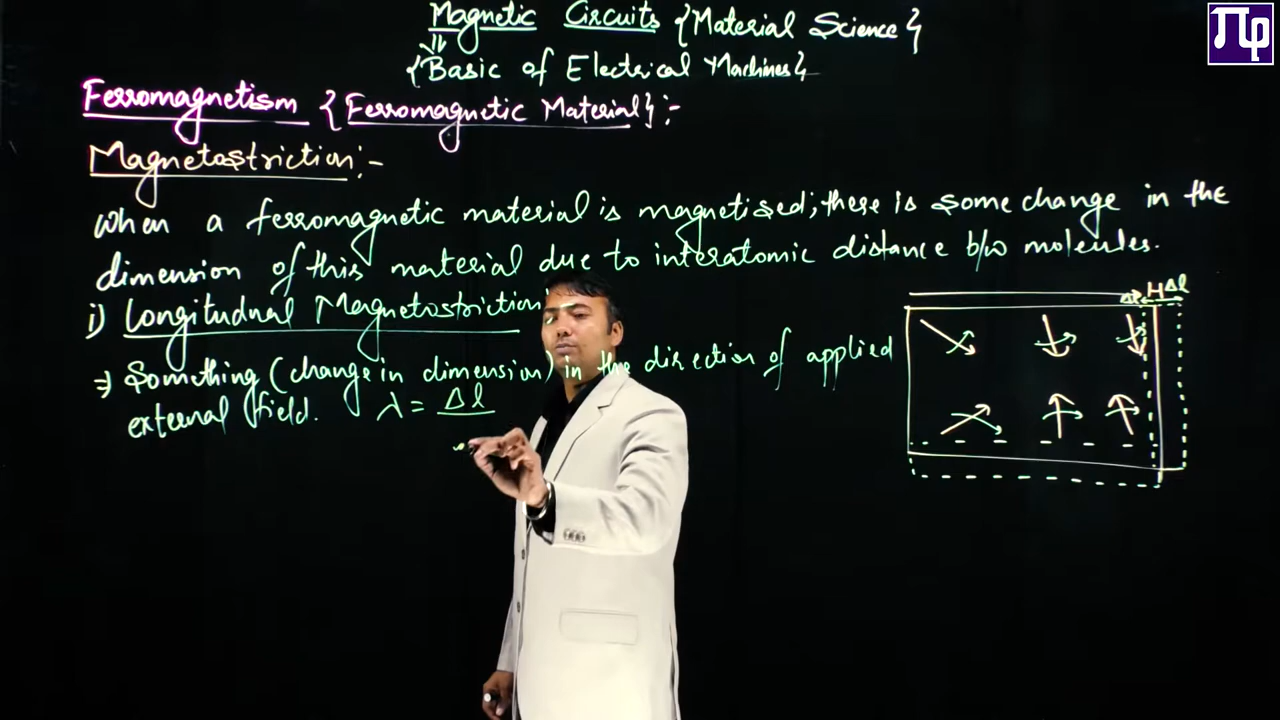 Magnetic Circuits {Material Science}
{Basic of Electrical Machines}
Ferromagnetism {Ferromagnetic Material} :-
Magnetostriction :-
When a ferromagnetic material is magnetised; there is some change in the
dimension of this material due to interatomic distance b/w molecules.
i) Longitudnal Magnetostriction
⇒ Something (change in dimension) in the direction of applied
external field. λ = Δl
Δl
Δl
πφ